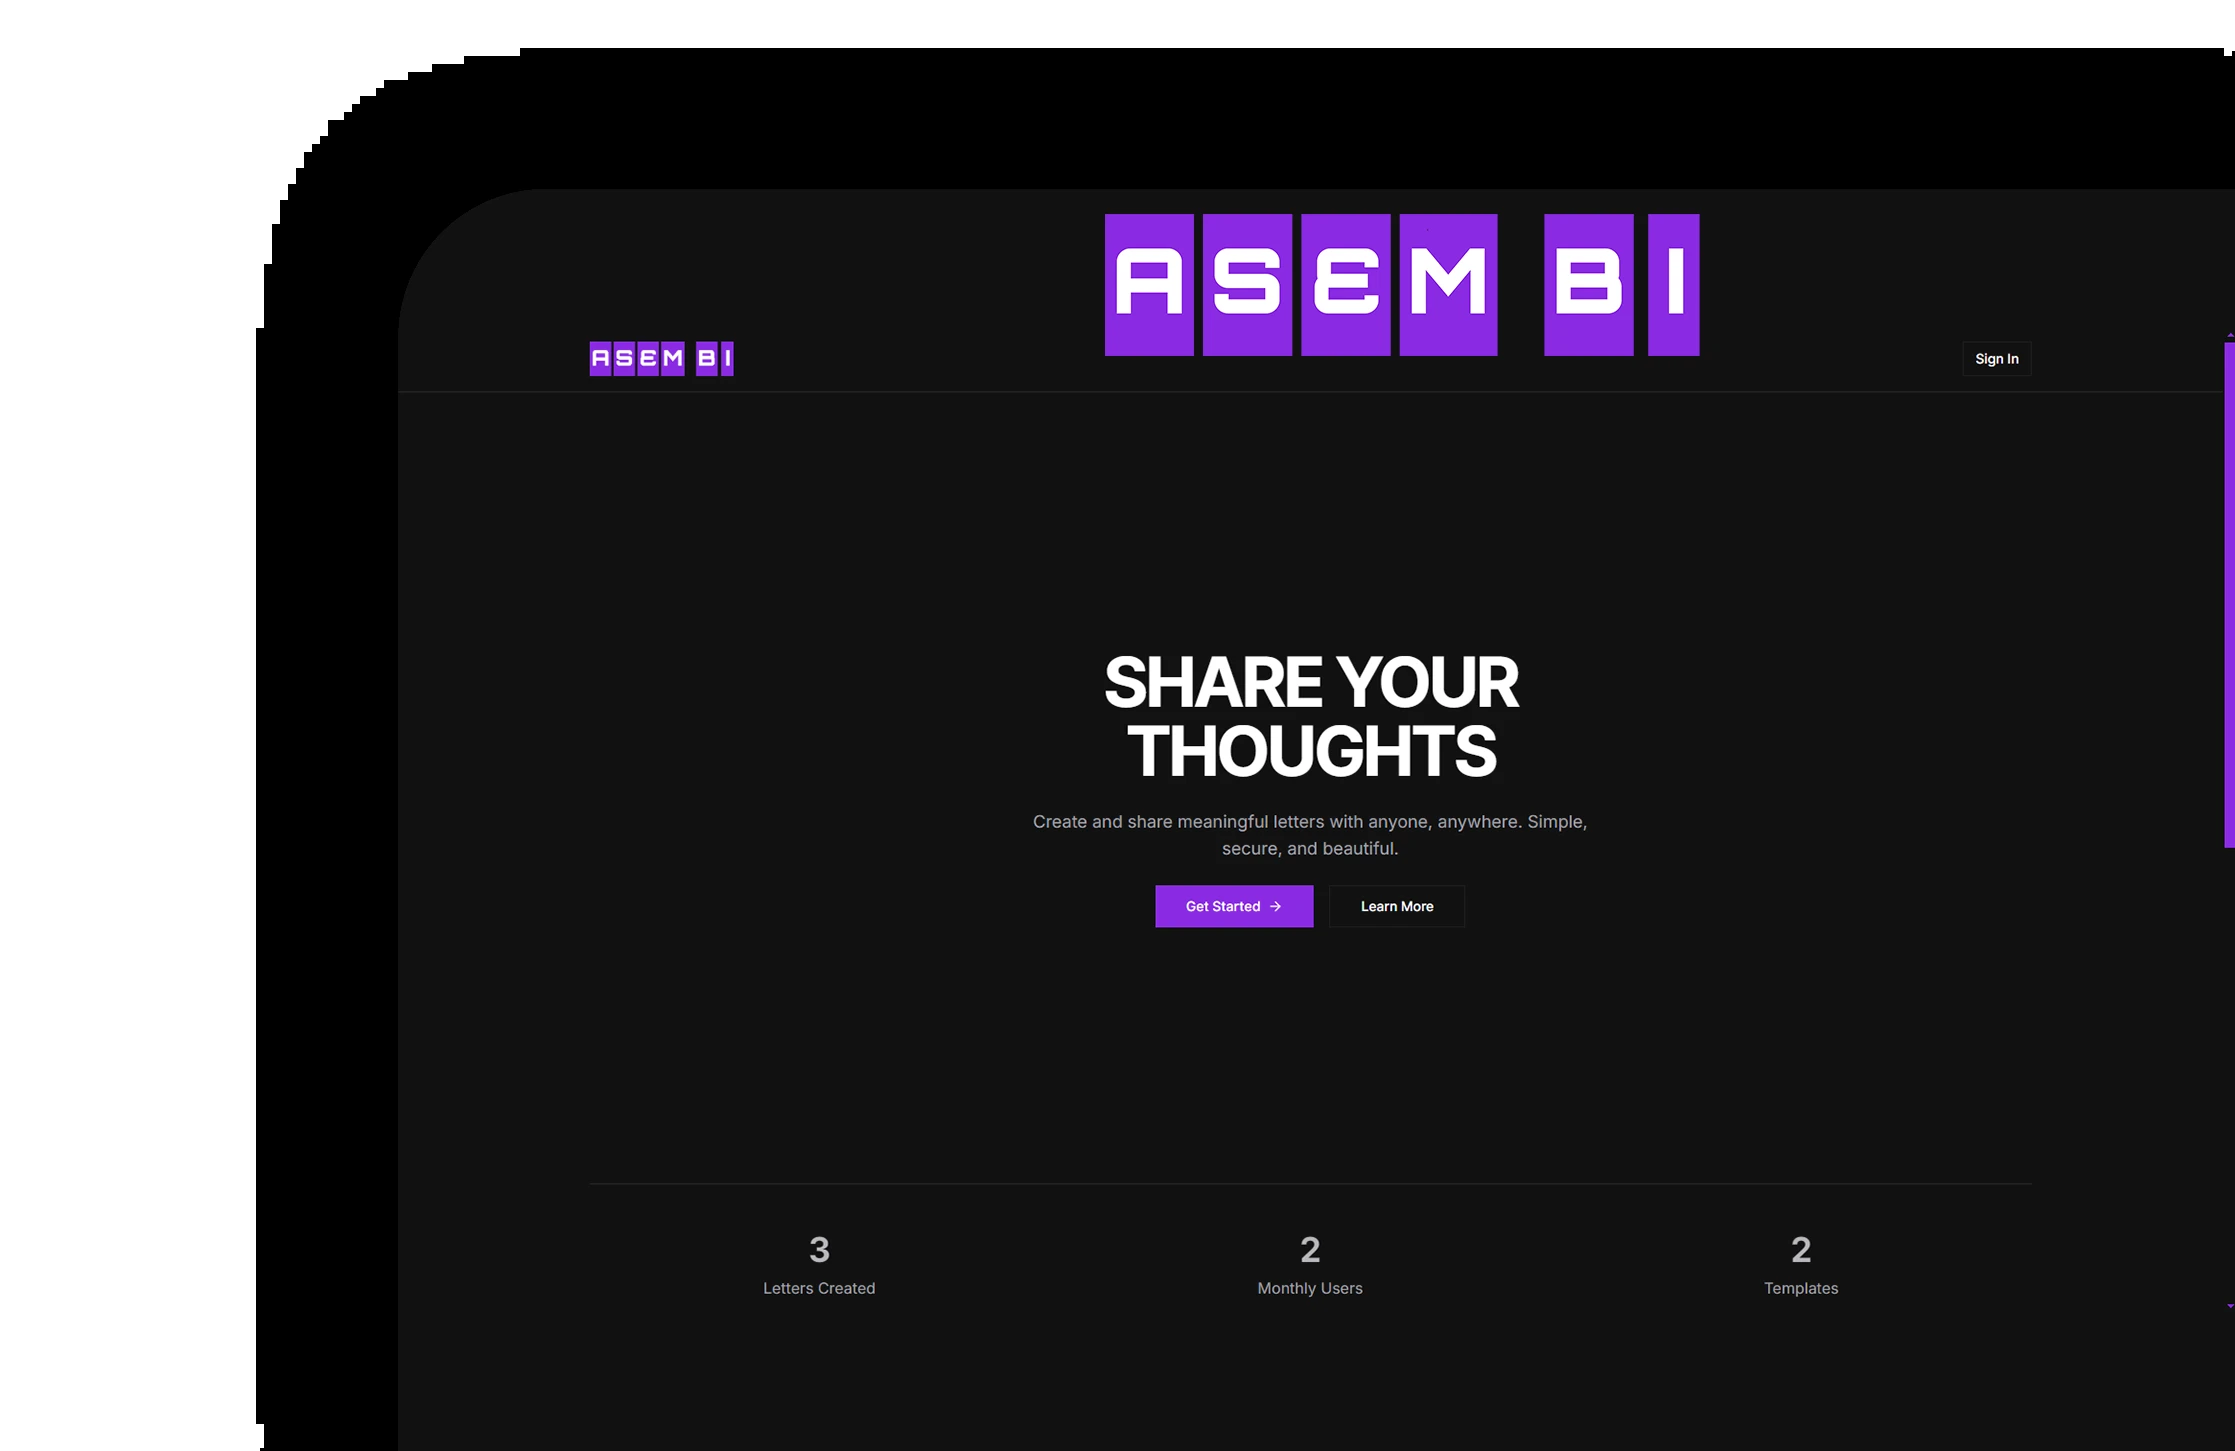 ASEM BI
ASEM BI
Sign In
SHARE YOUR
THOUGHTS
Create and share meaningful letters with anyone, anywhere. Simple,
secure, and beautiful.
Get Started →
Learn More
3
Letters Created
2
Monthly Users
2
Templates